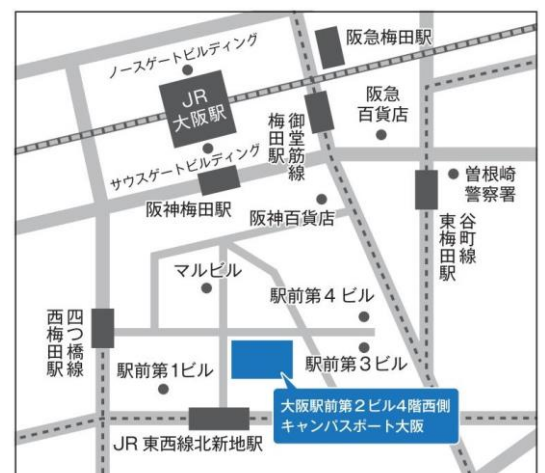 ノースゲートビルディング
阪急梅田駅
JR
大阪駅
阪急
百貨店
御堂筋線
梅田駅
サウスゲートビルディング
曽根崎
警察署
阪神梅田駅
阪神百貨店
谷町線
東梅田駅
マルビル
駅前第4ビル
四つ橋線
西梅田駅
駅前第1ビル
駅前第3ビル
大阪駅前第2ビル4階西側
キャンパスポート大阪
JR 東西線北新地駅